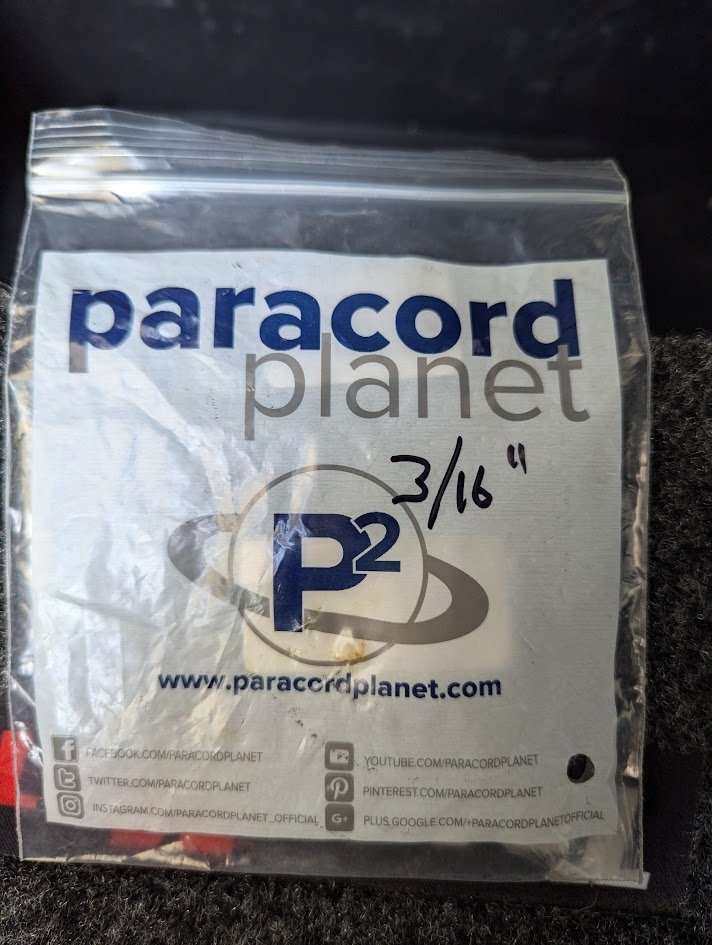 paracord
planet
3/16"
P2
www.paracordplanet.com
FACEBOOK.COM/PARACORDPLANET
TWITTER.COM/PARACORDPLANET
INSTAGRAM.COM/PARACORDPLANET_OFFICIAL
YOUTUBE.COM/PARACORDPLANET
PINTEREST.COM/PARACORDPLANET
G+ PLUS.GOOGLE.COM/+PARACORDPLANETOFFICIAL